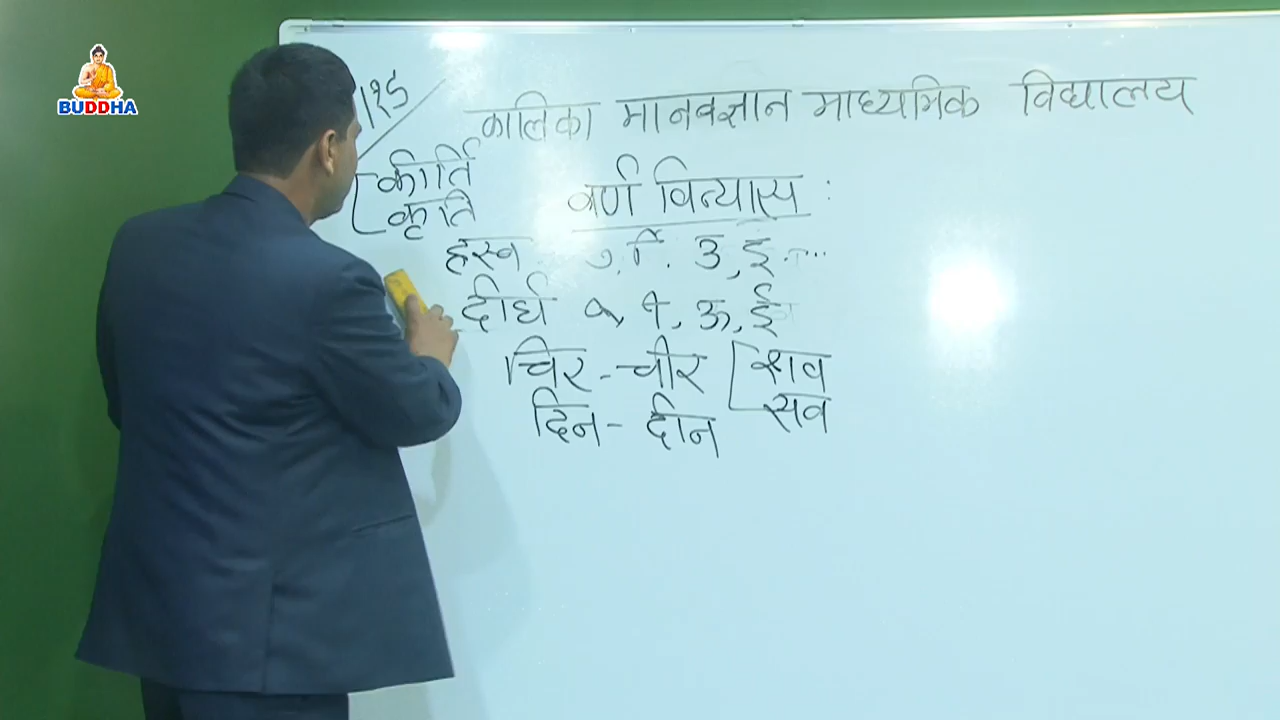 BUDDHA
कालिका मानवज्ञान माध्यमिक विद्यालय
कीर्ति
कृति
वर्ण विन्यास :
ह्रस्व ु, ि, उ, इ....
दीर्घ ू, ी, ऊ, ई
चिर - चीर [ शव
सव
दिन - दीन